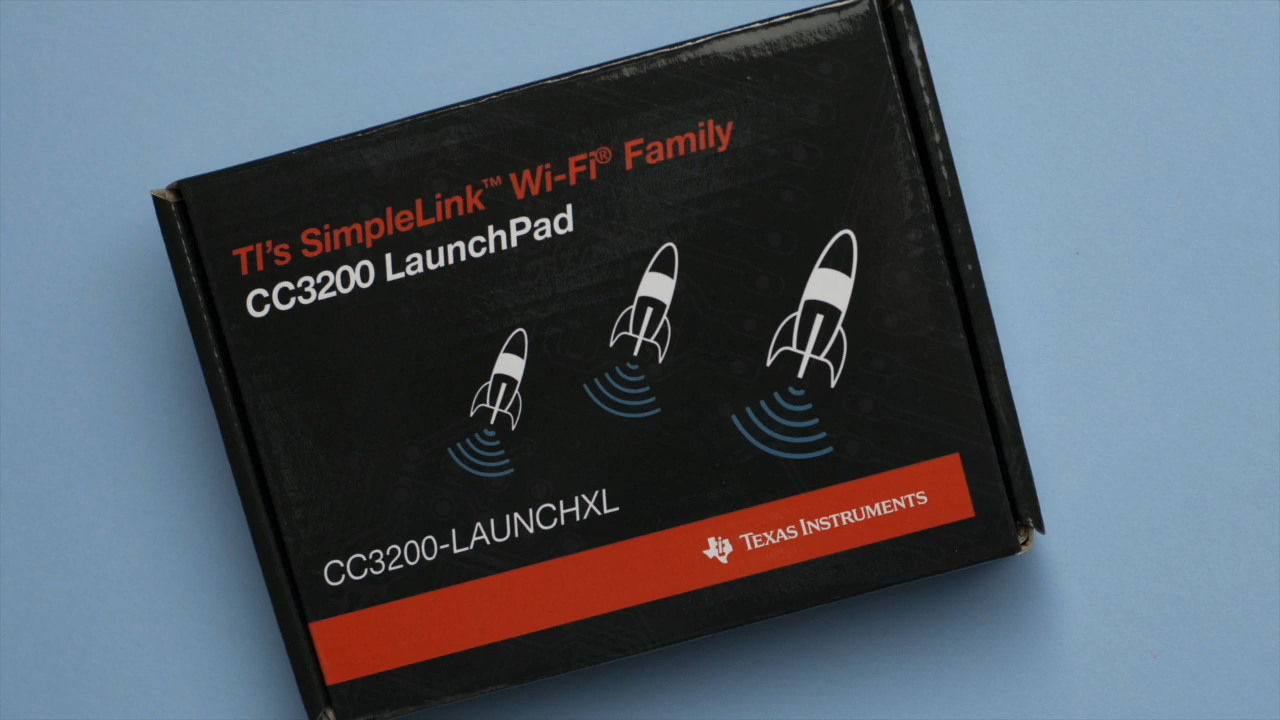 TI's SimpleLink™ Wi-Fi® Family
CC3200 LaunchPad
CC3200-LAUNCHXL
TEXAS INSTRUMENTS